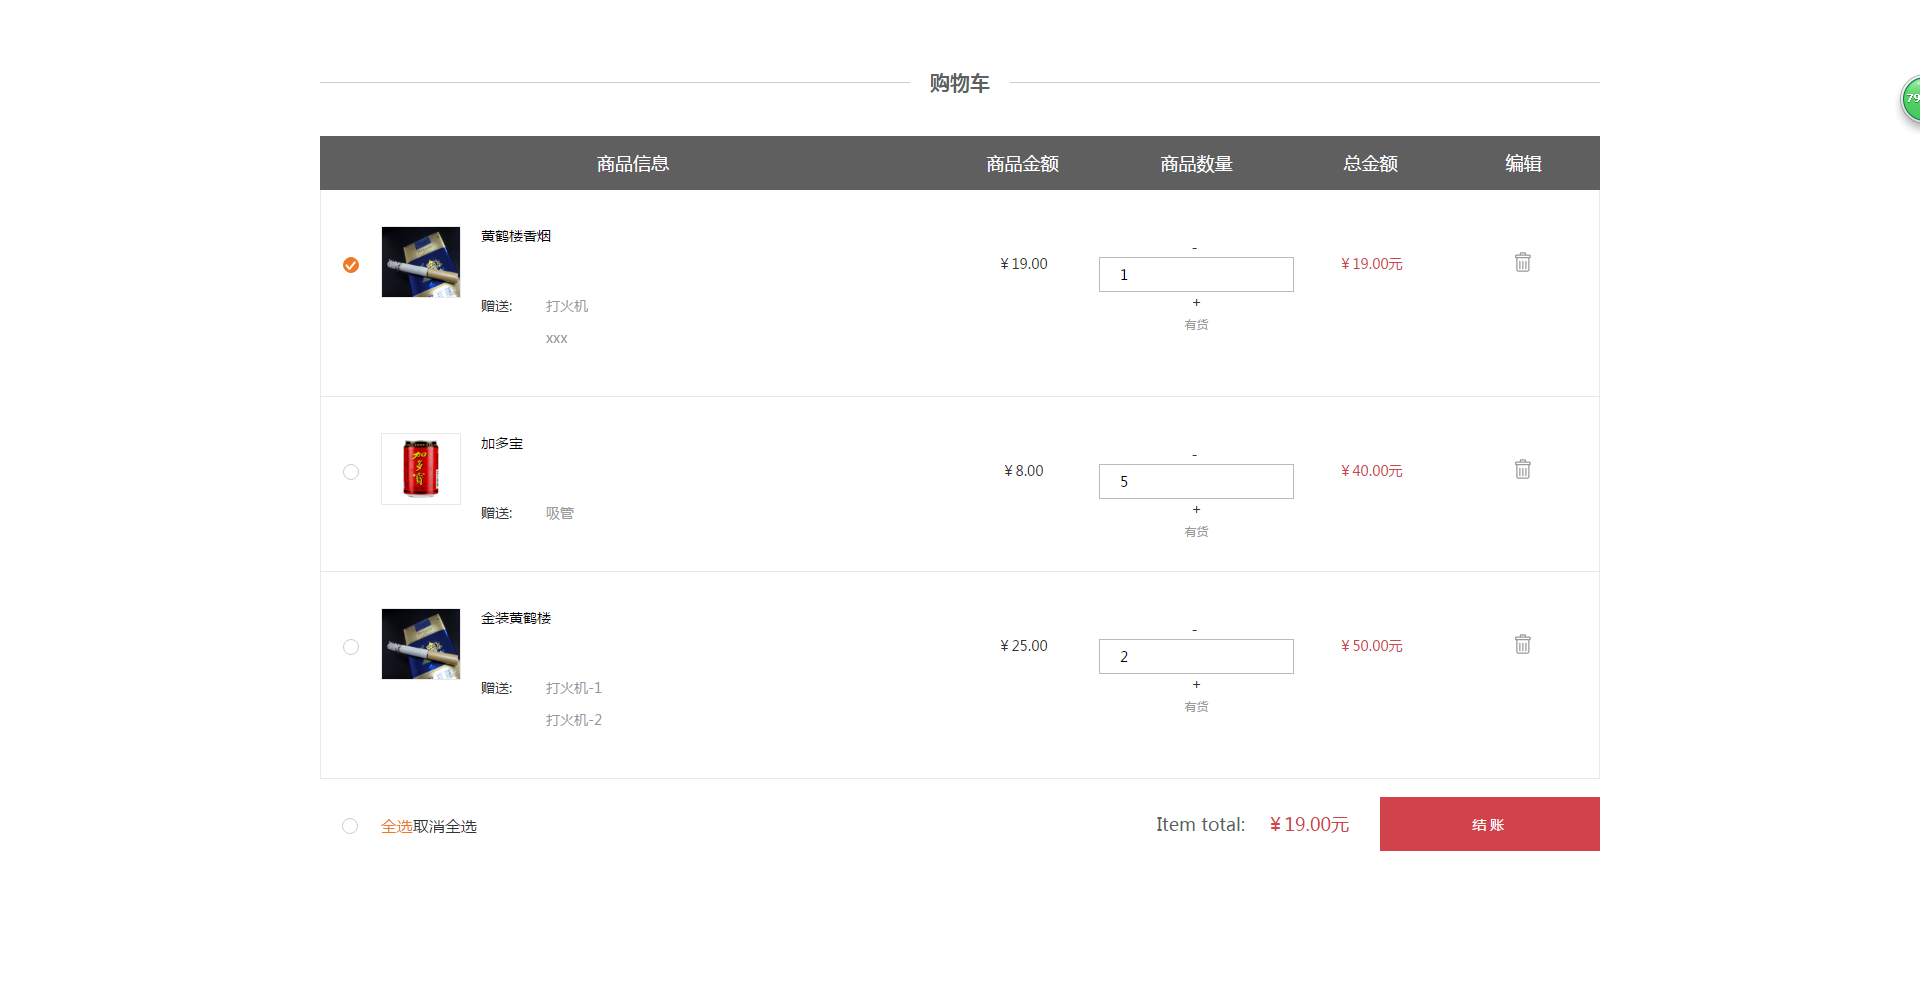 购物车
79
商品信息 商品金额 商品数量 总金额 编辑
黄鹤楼香烟
-
¥19.00 1 ¥19.00元
+
赠送: 打火机
有货
xxx
加多宝
加多宝
-
¥8.00 5 ¥40.00元
+
赠送: 吸管
有货
金装黄鹤楼
-
¥25.00 2 ¥50.00元
+
赠送: 打火机-1
有货
打火机-2
全选取消全选 Item total: ¥19.00元 结账